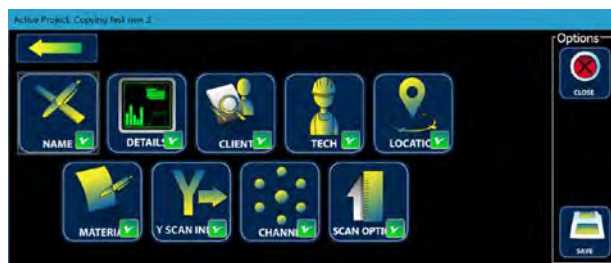 Active Project: Copying test new 2
Options
CLOSE
NAME
DETAILS
CLIENT
TECH
LOCATIO
MATERIA
Y SCAN IN
CHANN
SCAN OPTI
SAVE